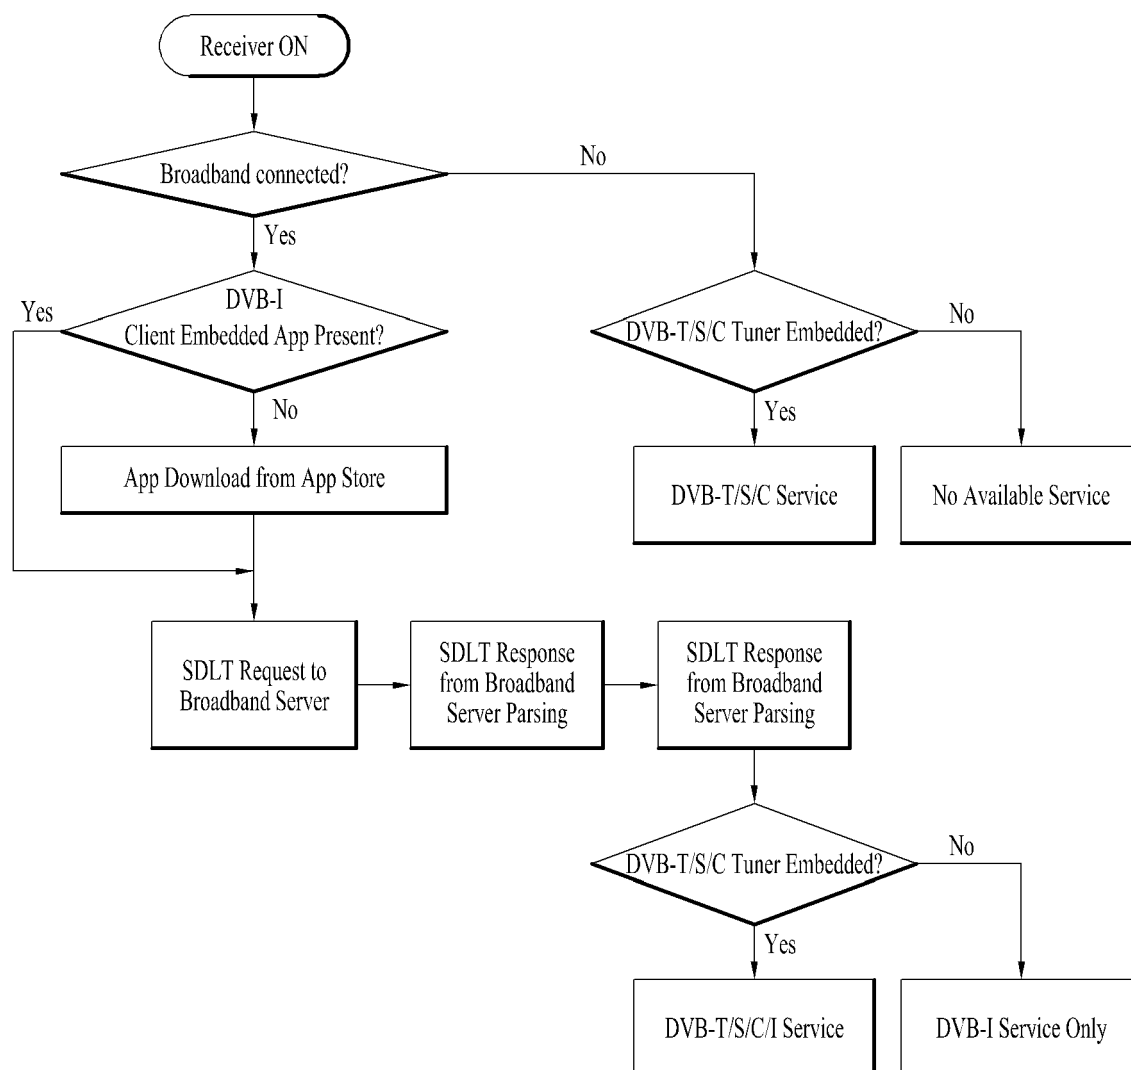 Receiver ON
Broadband connected?
No
Yes
DVB-I
Client Embedded App Present?
Yes
No
App Download from App Store
DVB-T/S/C Tuner Embedded?
No
Yes
DVB-T/S/C Service
No Available Service
SDLT Request to
Broadband Server
SDLT Response
from Broadband
Server Parsing
SDLT Response
from Broadband
Server Parsing
DVB-T/S/C Tuner Embedded?
No
Yes
DVB-T/S/C/I Service
DVB-I Service Only